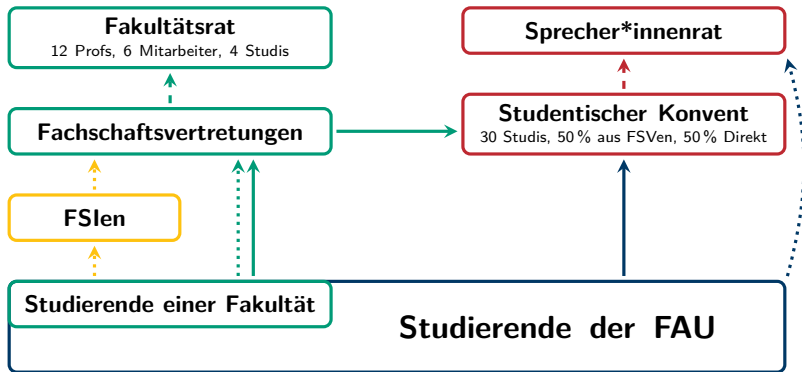 Fakultätsrat
12 Profs, 6 Mitarbeiter, 4 Studis
Sprecher*innenrat
Fachschaftsvertretungen
Studentischer Konvent
30 Studis, 50 % aus FSVen, 50 % Direkt
FSIen
Studierende einer Fakultät
Studierende der FAU